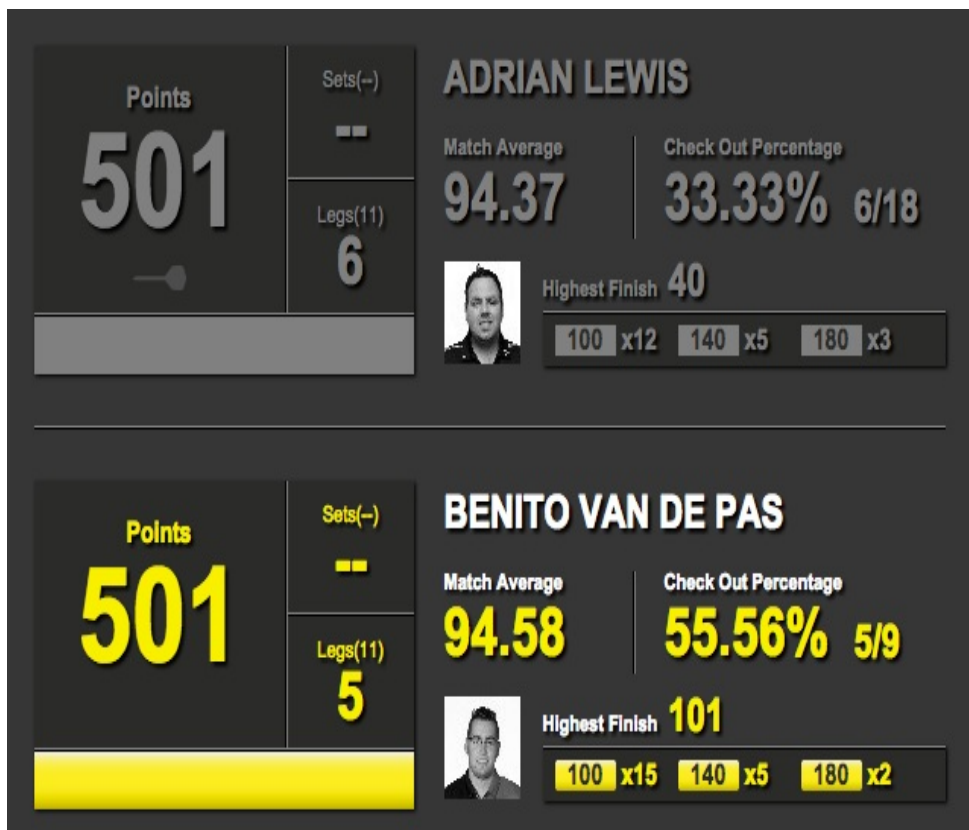 Points
501
Sets(--)
--
Legs(11)
6
ADRIAN LEWIS
Match Average
94.37
Check Out Percentage
33.33% 6/18
Highest Finish 40
100 x12 140 x5 180 x3
Points
501
Sets(--)
--
Legs(11)
5
BENITO VAN DE PAS
Match Average
94.58
Check Out Percentage
55.56% 5/9
Highest Finish 101
100 x15 140 x5 180 x2